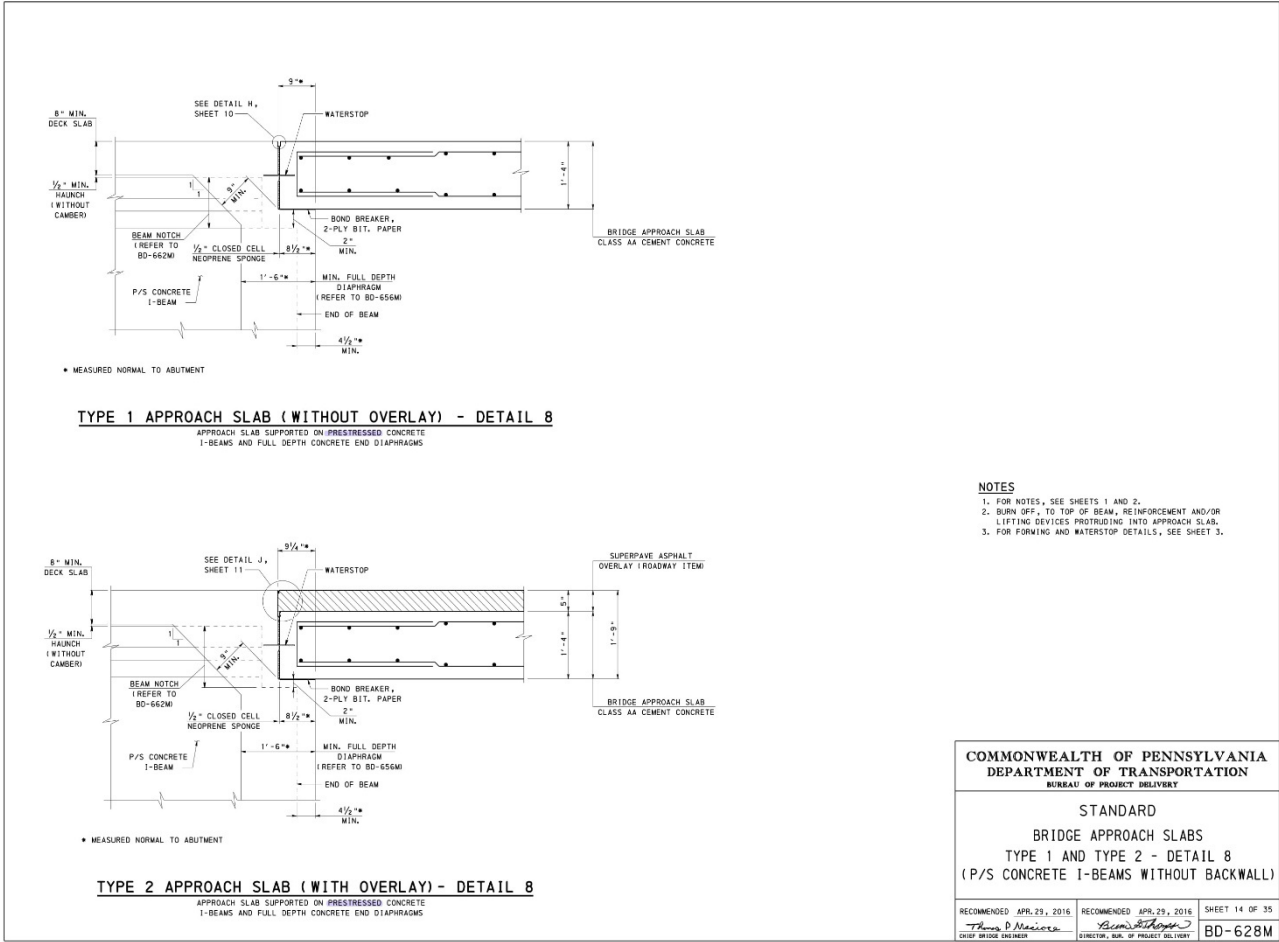 9"*
SEE DETAIL H,
SHEET 10
WATERSTOP
8" MIN.
DECK SLAB
1/2" MIN.
HAUNCH
(WITHOUT
CAMBER)
1
1
9"
MIN.
1'-4"
BEAM NOTCH
(REFER TO
BD-662M)
1/2" CLOSED CELL
NEOPRENE SPONGE
8 1/2"*
BOND BREAKER,
2-PLY BIT. PAPER
2"
MIN.
BRIDGE APPROACH SLAB
CLASS AA CEMENT CONCRETE
P/S CONCRETE
I-BEAM
1'-6"*
MIN. FULL DEPTH
DIAPHRAGM
(REFER TO BD-656M)
END OF BEAM
4 1/2"*
MIN.
* MEASURED NORMAL TO ABUTMENT
TYPE 1 APPROACH SLAB (WITHOUT OVERLAY) - DETAIL 8
APPROACH SLAB SUPPORTED ON PRESTRESSED CONCRETE
I-BEAMS AND FULL DEPTH CONCRETE END DIAPHRAGMS
NOTES
1. FOR NOTES, SEE SHEETS 1 AND 2.
2. BURN OFF, TO TOP OF BEAM, REINFORCEMENT AND/OR
LIFTING DEVICES PROTRUDING INTO APPROACH SLAB.
3. FOR FORMING AND WATERSTOP DETAILS, SEE SHEET 3.
9 1/4"*
SEE DETAIL J,
SHEET 11
WATERSTOP
SUPERPAVE ASPHALT
OVERLAY (ROADWAY ITEM)
8" MIN.
DECK SLAB
1/2" MIN.
HAUNCH
(WITHOUT
CAMBER)
1
1
9"
MIN.
5"
1'-4"
1'-9"
BEAM NOTCH
(REFER TO
BD-662M)
1/2" CLOSED CELL
NEOPRENE SPONGE
8 1/2"*
BOND BREAKER,
2-PLY BIT. PAPER
2"
MIN.
BRIDGE APPROACH SLAB
CLASS AA CEMENT CONCRETE
P/S CONCRETE
I-BEAM
1'-6"*
MIN. FULL DEPTH
DIAPHRAGM
(REFER TO BD-656M)
END OF BEAM
4 1/2"*
MIN.
* MEASURED NORMAL TO ABUTMENT
TYPE 2 APPROACH SLAB (WITH OVERLAY)- DETAIL 8
APPROACH SLAB SUPPORTED ON PRESTRESSED CONCRETE
I-BEAMS AND FULL DEPTH CONCRETE END DIAPHRAGMS
COMMONWEALTH OF PENNSYLVANIA
DEPARTMENT OF TRANSPORTATION
BUREAU OF PROJECT DELIVERY
STANDARD
BRIDGE APPROACH SLABS
TYPE 1 AND TYPE 2 - DETAIL 8
(P/S CONCRETE I-BEAMS WITHOUT BACKWALL)
RECOMMENDED APR.29, 2016
CHIEF BRIDGE ENGINEER
RECOMMENDED APR.29, 2016
DIRECTOR, BUR. OF PROJECT DELIVERY
SHEET 14 OF 35
BD-628M